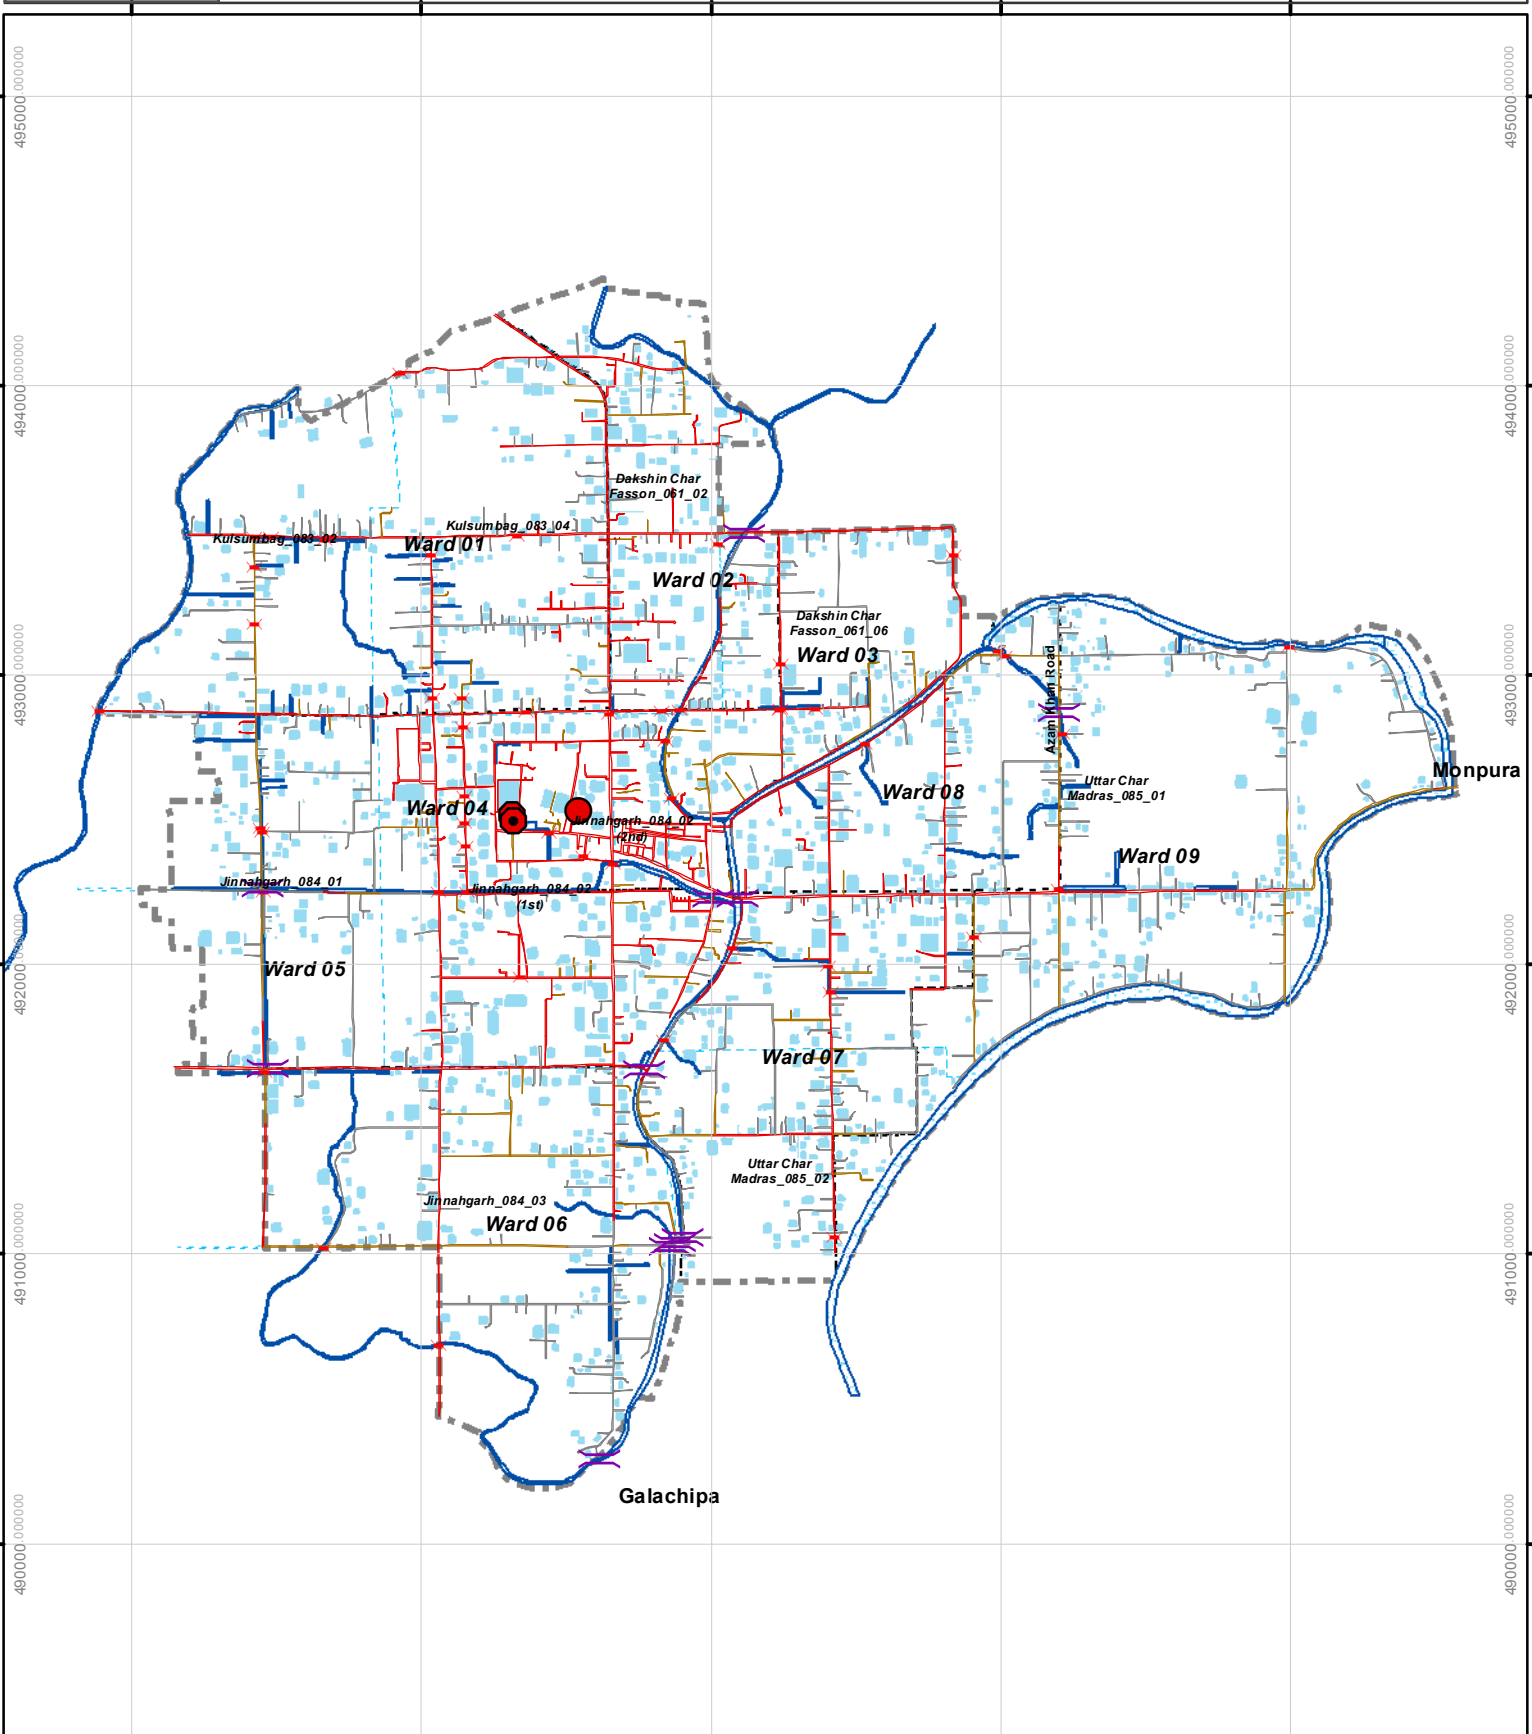 495000.000000
495000.000000
494000.000000
494000.000000
Dakshin Char
Fasson_061_02
Kulsumbag_083_04
Kulsumbag_083_02
Ward 01
Ward 02
Dakshin Char
Fasson_061_06
Ward 03
493000.000000
493000.000000
Azam Khan Road
Monpura
Uttar Char
Madras_085_01
Ward 08
Ward 04
Jinnahgarh_084_02
(2nd)
Ward 09
Jinnahgarh_084_01
Jinnahgarh_084_02
(1st)
Ward 05
492000.000000
492000.000000
Ward 07
Uttar Char
Madras_085_02
Jinnahgarh_084_03
Ward 06
491000.000000
491000.000000
Galachipa
490000.000000
490000.000000